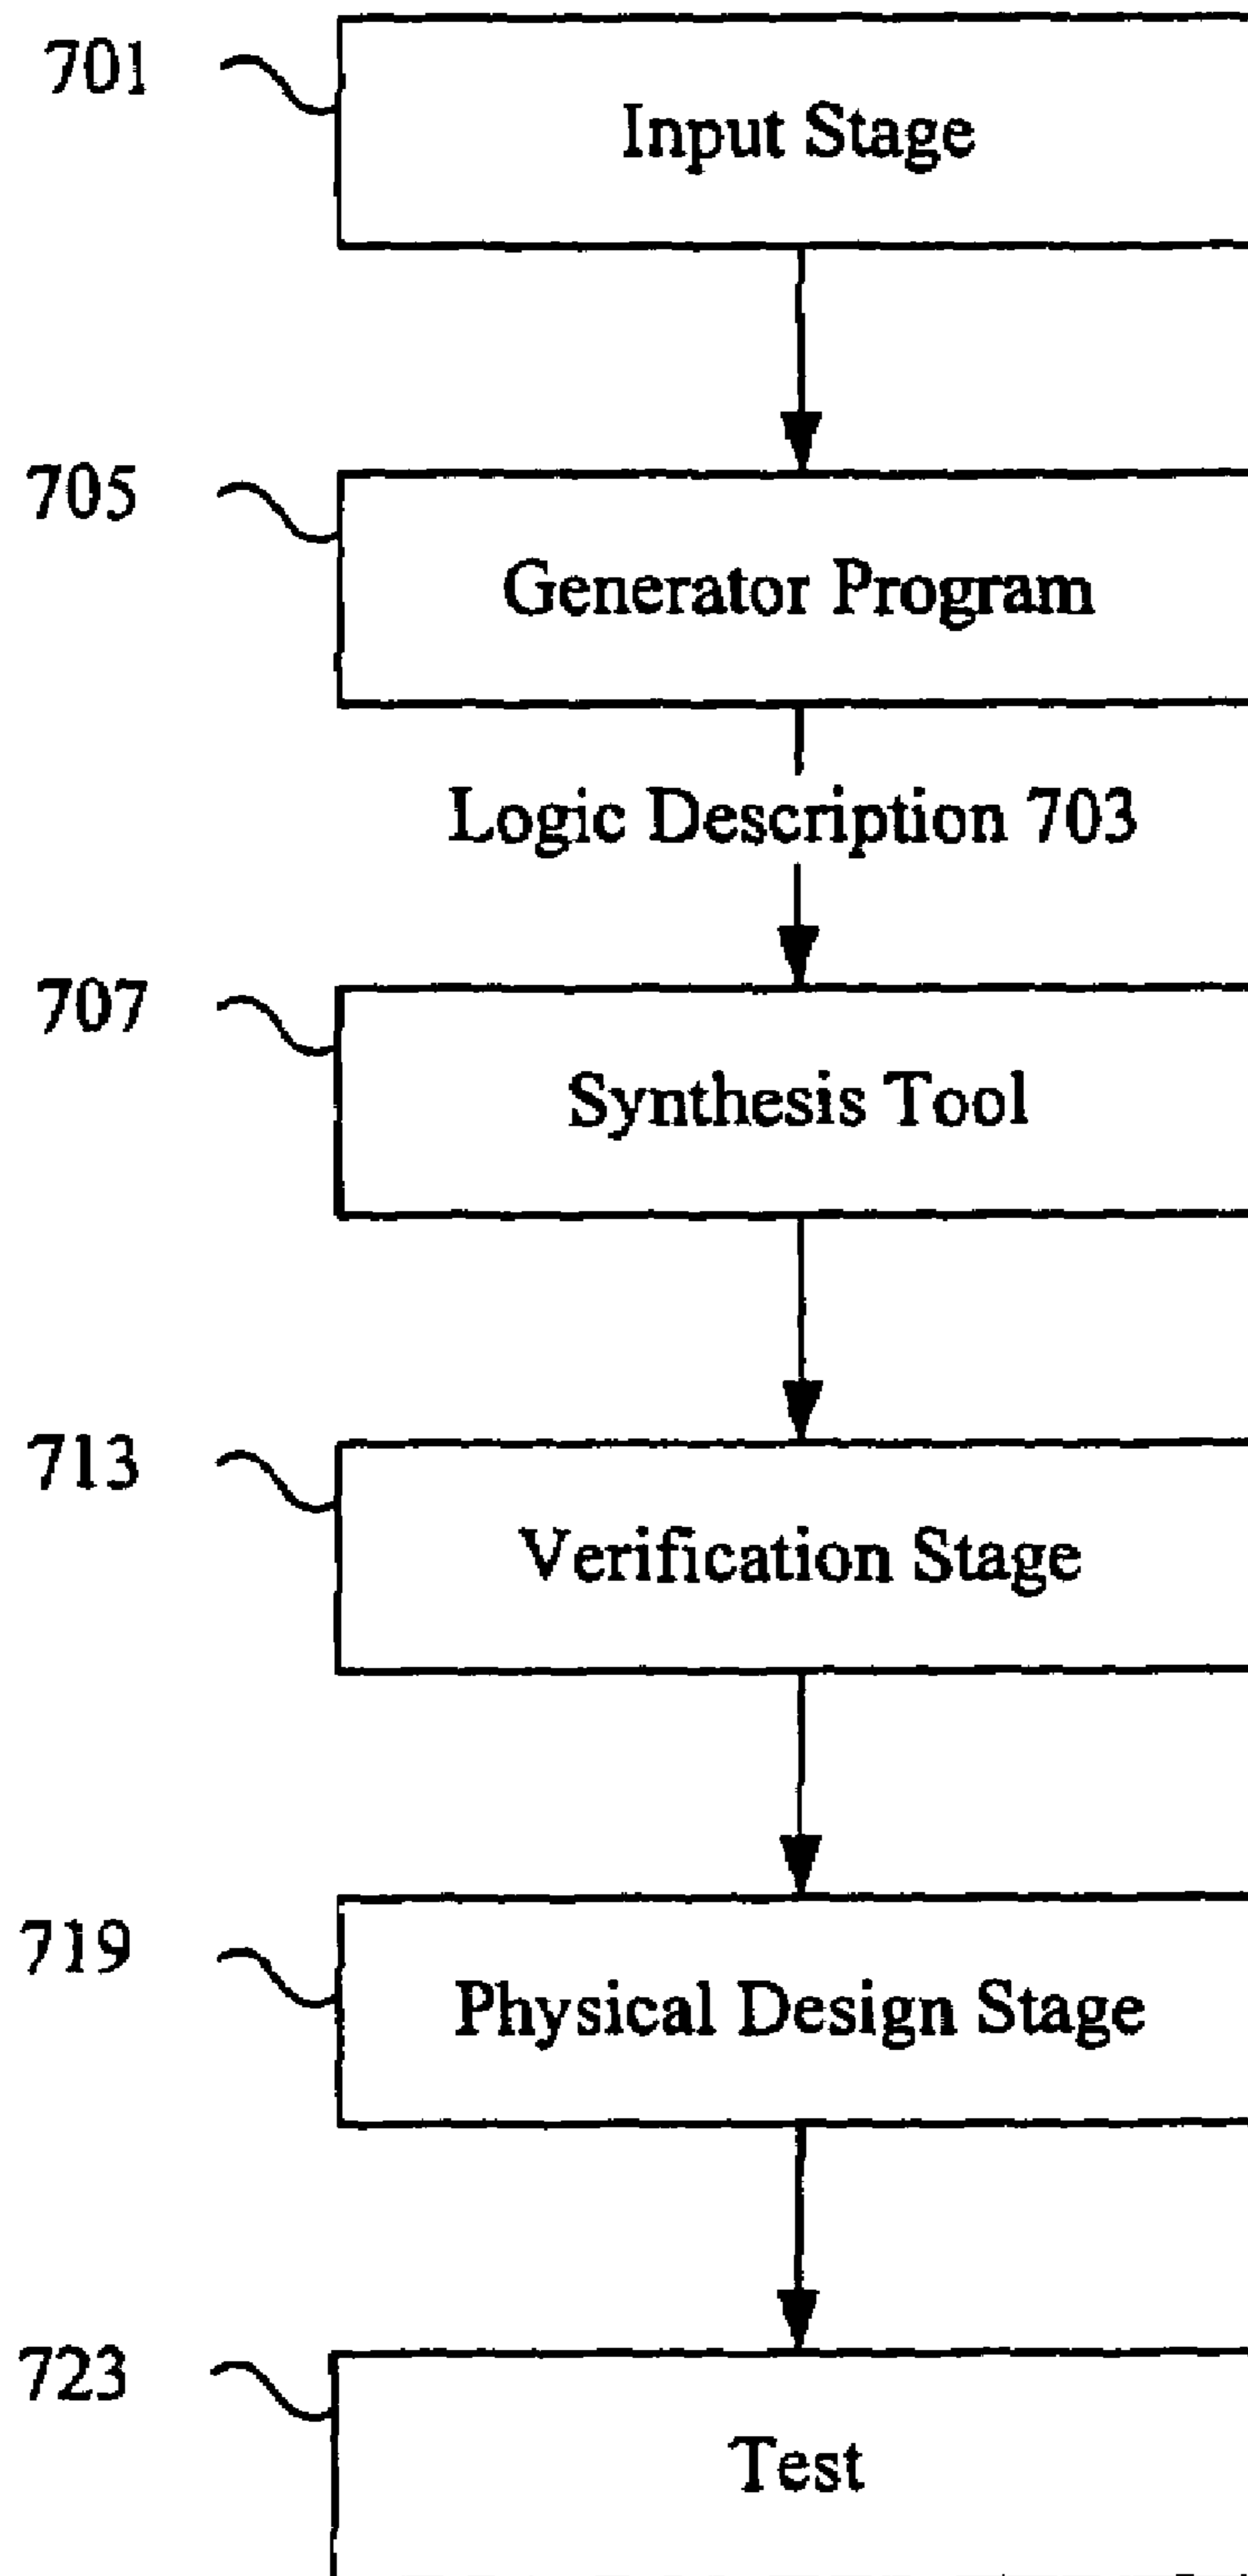 701
Input Stage
705
Generator Program
Logic Description 703
707
Synthesis Tool
713
Verification Stage
719
Physical Design Stage
723
Test